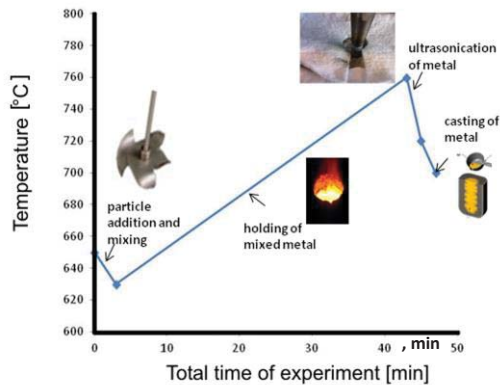 800
780
760
740
720
700
680
660
640
620
600
Temperature [°C]
ultrasonication
of metal
casting of
metal
particle
addition and
mixing
holding of
mixed metal
0
10
20
30
40
50
, min
Total time of experiment [min]